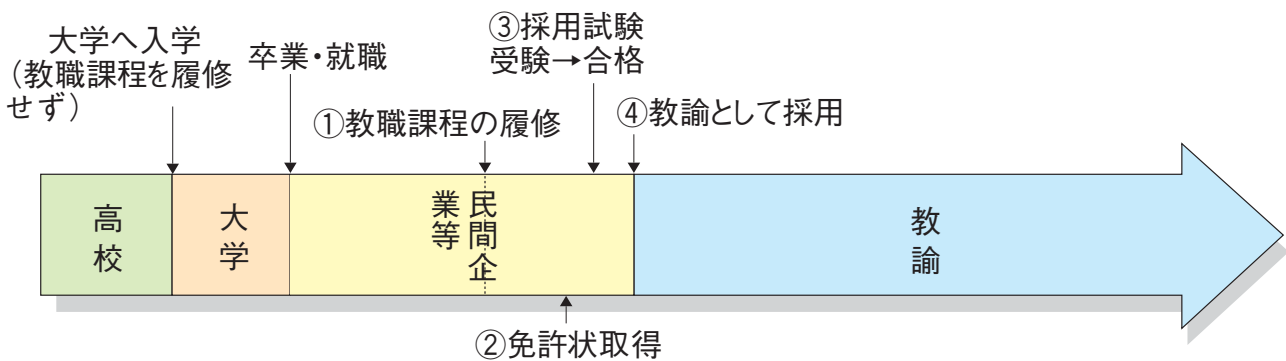 大学へ入学
（教職課程を履修
せず）
卒業・就職
①教職課程の履修
③採用試験
受験→合格
④教諭として採用
高校
大学
民間企
業等
教諭
②免許状取得